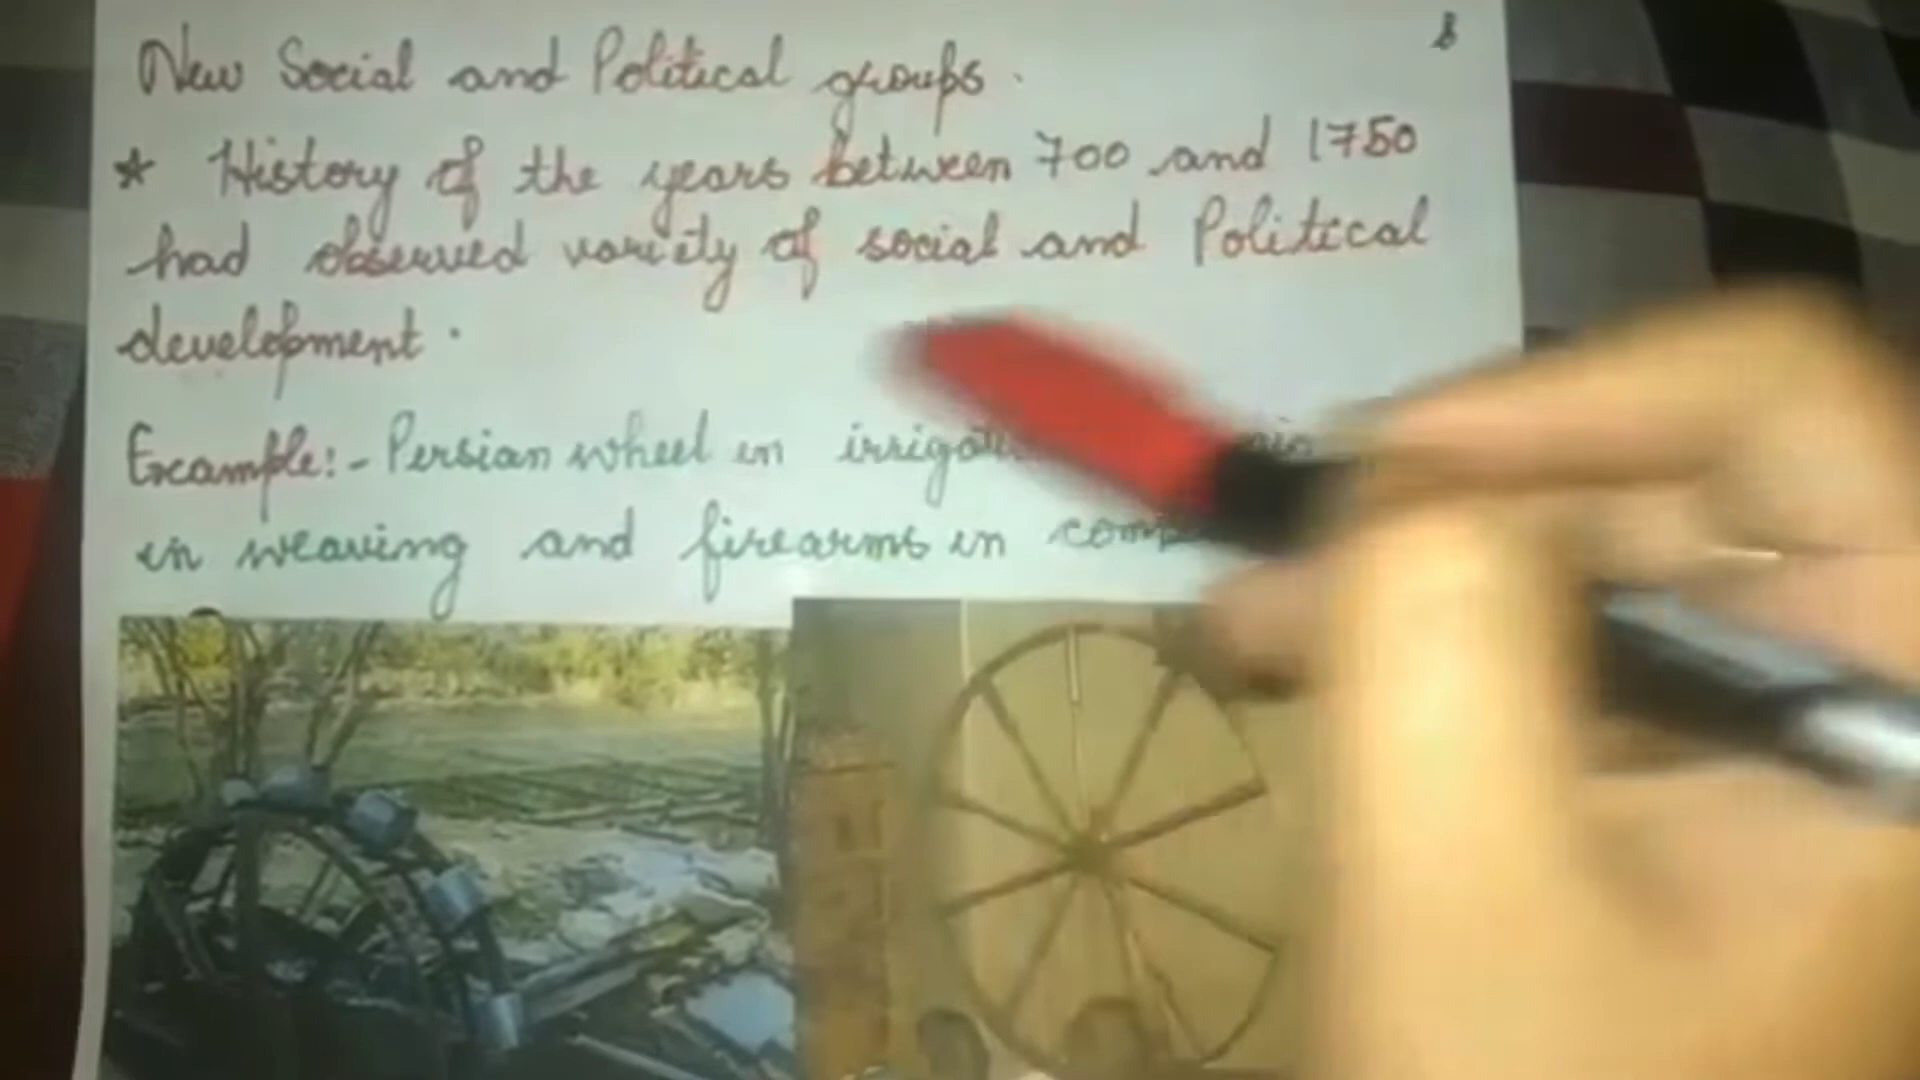 New Social and Political groups.
* History of the years between 700 and 1750
had observed variety of social and Political
development.
Example:- Persian wheel in
in weaving and firearms in